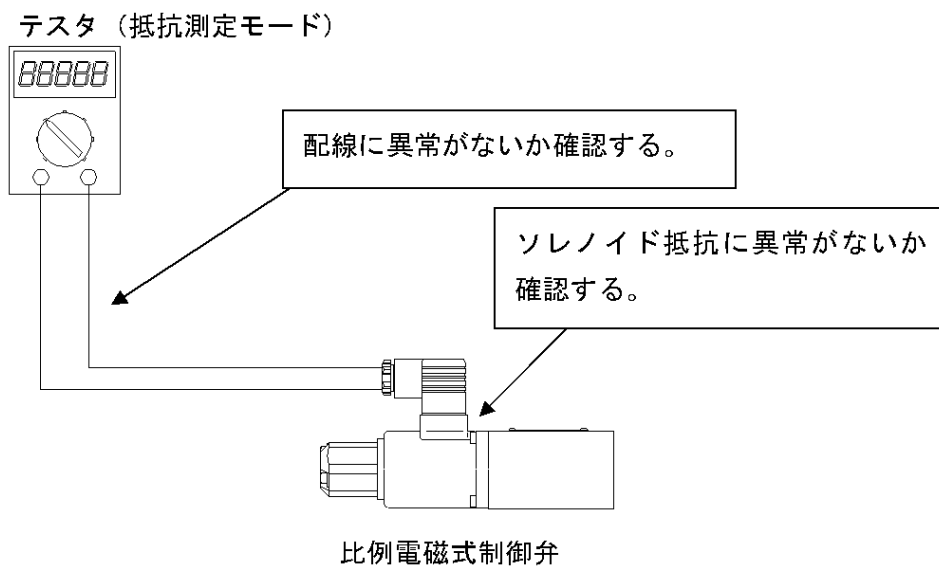 テスタ（抵抗測定モード）
88888
配線に異常がないか確認する。
ソレノイド抵抗に異常がないか
確認する。
比例電磁式制御弁